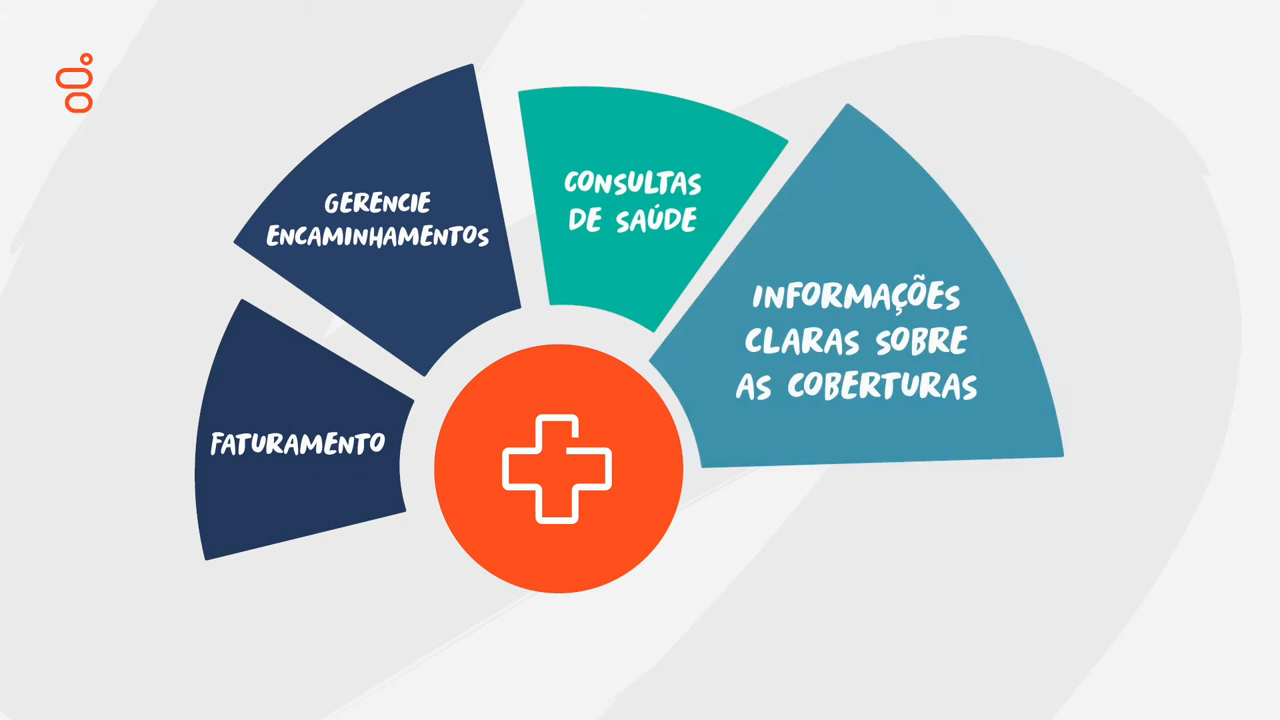 FATURAMENTO
GERENCIE
ENCAMINHAMENTOS
CONSULTAS
DE SAÚDE
INFORMAÇÕES
CLARAS SOBRE
AS COBERTURAS